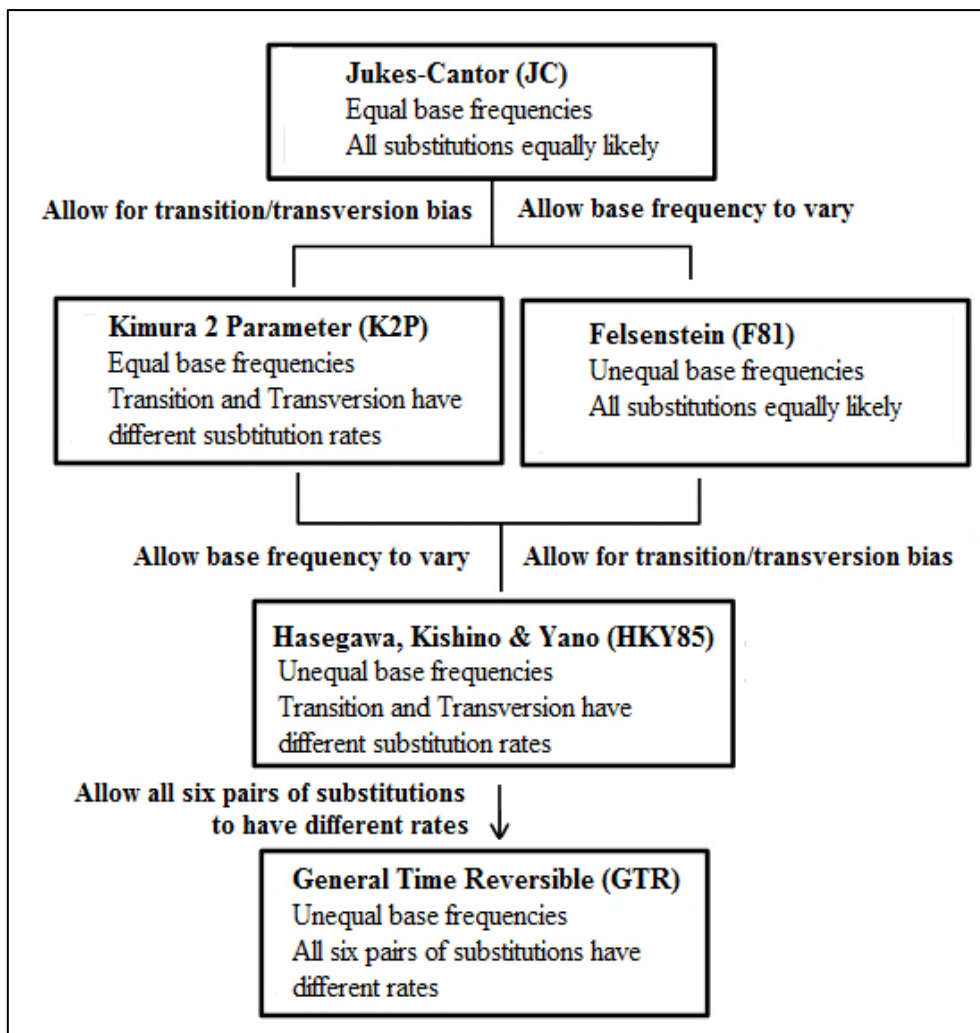 Jukes-Cantor (JC)
Equal base frequencies
All substitutions equally likely
Allow for transition/transversion bias
Allow base frequency to vary
Kimura 2 Parameter (K2P)
Equal base frequencies
Transition and Transversion have
different susbtitution rates
Felsenstein (F81)
Unequal base frequencies
All substitutions equally likely
Allow base frequency to vary
Allow for transition/transversion bias
Hasegawa, Kishino & Yano (HKY85)
Unequal base frequencies
Transition and Transversion have
different substitution rates
Allow all six pairs of substitutions
to have different rates
General Time Reversible (GTR)
Unequal base frequencies
All six pairs of substitutions have
different rates